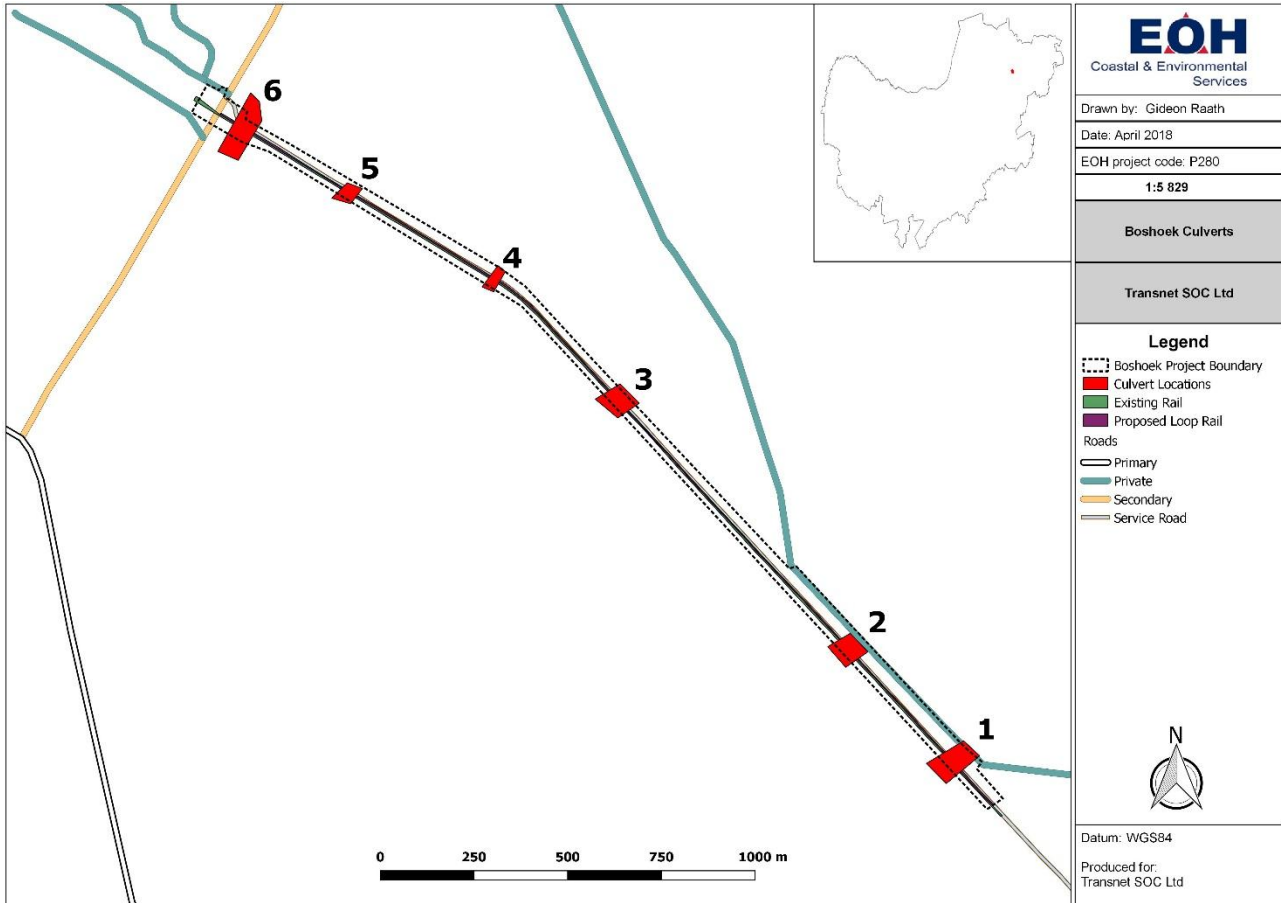 6
5
4
3
2
1
0 250 500 750 1000 m
EOH
Coastal & Environmental
Services
Drawn by: Gideon Raath
Date: April 2018
EOH project code: P280
1:5 829
Boshoek Culverts
Transnet SOC Ltd
Legend
Boshoek Project Boundary
Culvert Locations
Existing Rail
Proposed Loop Rail
Roads
Primary
Private
Secondary
Service Road
N
Datum: WGS84
Produced for:
Transnet SOC Ltd